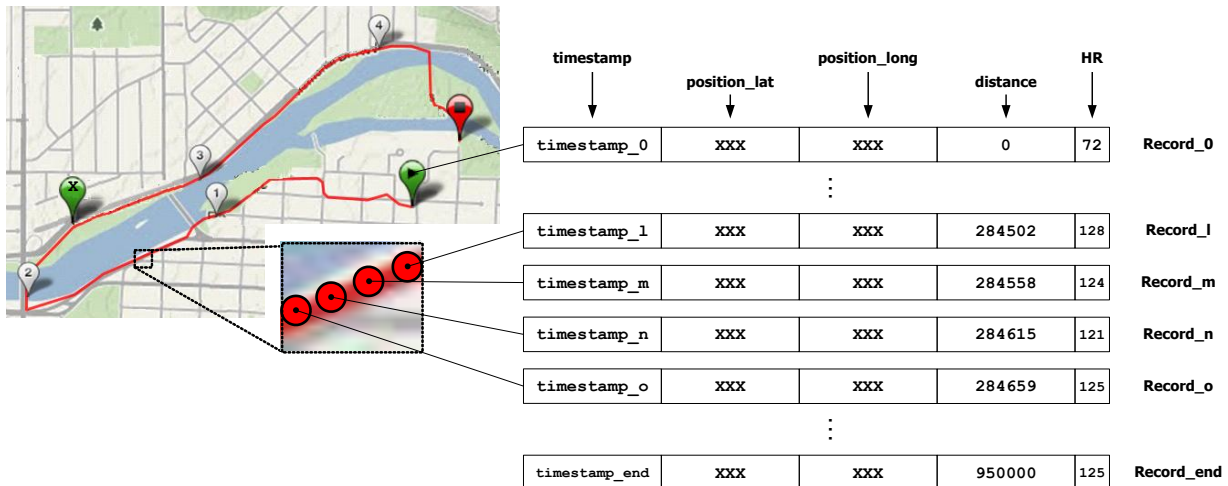 timestamp
position_lat
position_long
distance
HR
timestamp_0 XXX XXX 0 72 Record_0
⋮
timestamp_l XXX XXX 284502 128 Record_l
timestamp_m XXX XXX 284558 124 Record_m
timestamp_n XXX XXX 284615 121 Record_n
timestamp_o XXX XXX 284659 125 Record_o
⋮
timestamp_end XXX XXX 950000 125 Record_end
4
3
X
1
2